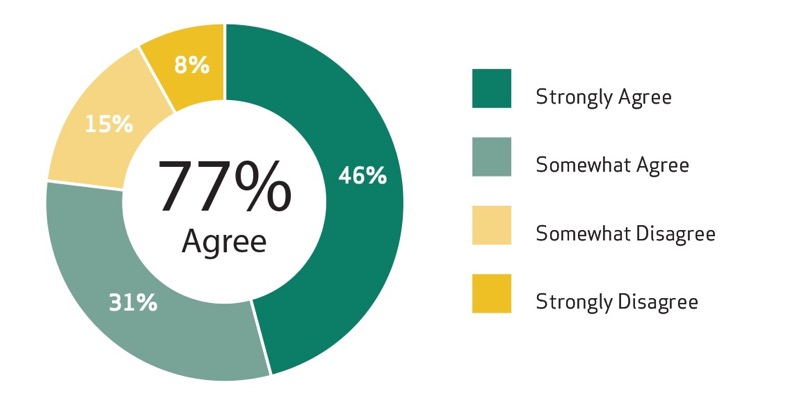 8%
15%
46%
77%
Agree
31%
Strongly Agree
Somewhat Agree
Somewhat Disagree
Strongly Disagree